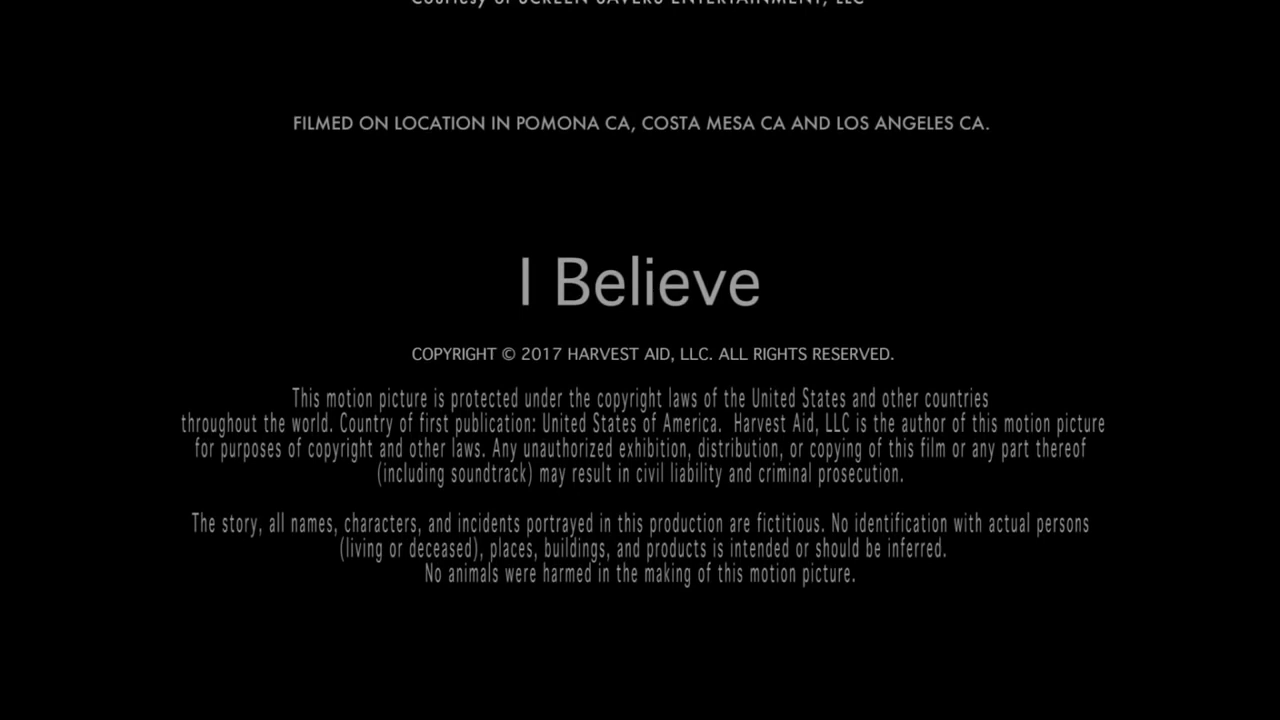 Courtesy of SCREEN SAVERS ENTERTAINMENT, LLC
FILMED ON LOCATION IN POMONA CA, COSTA MESA CA AND LOS ANGELES CA.
I Believe
COPYRIGHT © 2017 HARVEST AID, LLC. ALL RIGHTS RESERVED.
This motion picture is protected under the copyright laws of the United States and other countries
throughout the world. Country of first publication: United States of America. Harvest Aid, LLC is the author of this motion picture
for purposes of copyright and other laws. Any unauthorized exhibition, distribution, or copying of this film or any part thereof
(including soundtrack) may result in civil liability and criminal prosecution.
The story, all names, characters, and incidents portrayed in this production are fictitious. No identification with actual persons
(living or deceased), places, buildings, and products is intended or should be inferred.
No animals were harmed in the making of this motion picture.